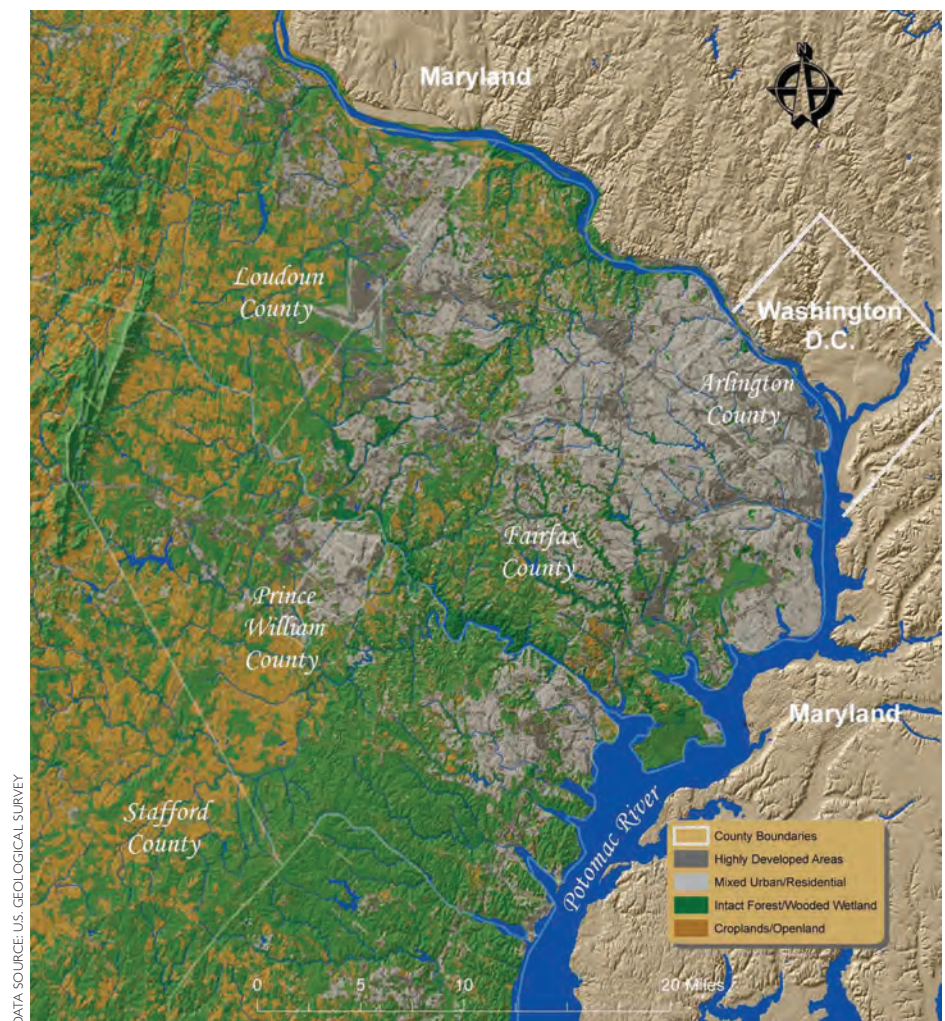 Maryland
N
Loudoun
County
Washington
D.C.
Arlington
County
Fairfax
County
Prince
William
County
Maryland
Stafford
County
Potomac River
County Boundaries
Highly Developed Areas
Mixed Urban/Residential
Intact Forest/Wooded Wetland
Croplands/Openland
0 10 20 Miles
DATA SOURCE: U.S. GEOLOGICAL SURVEY